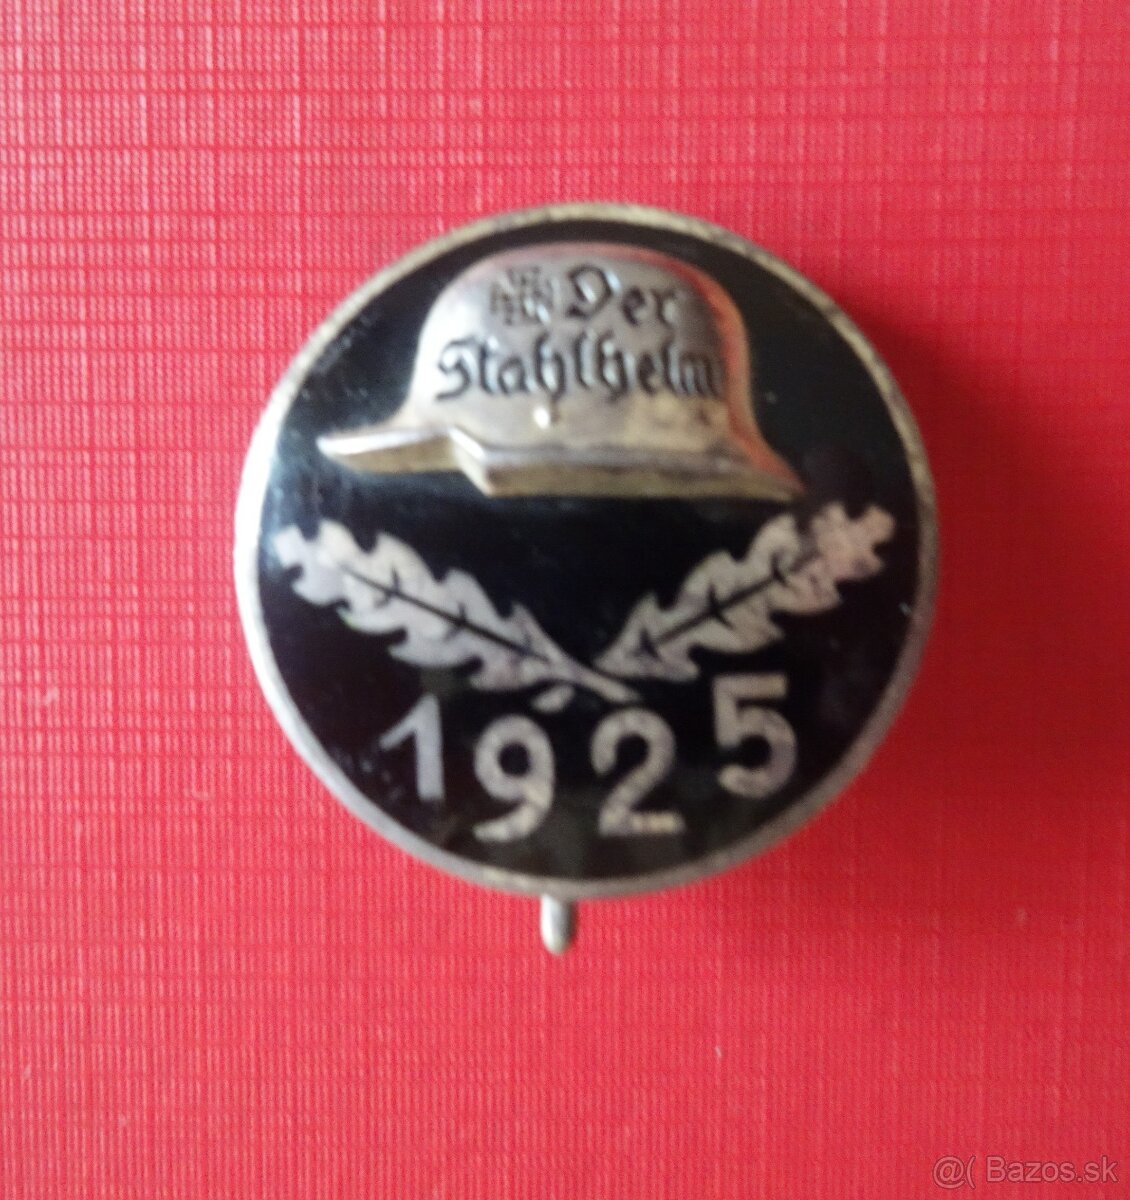 Der
Stahlhelm
1925
@( Bazos.sk